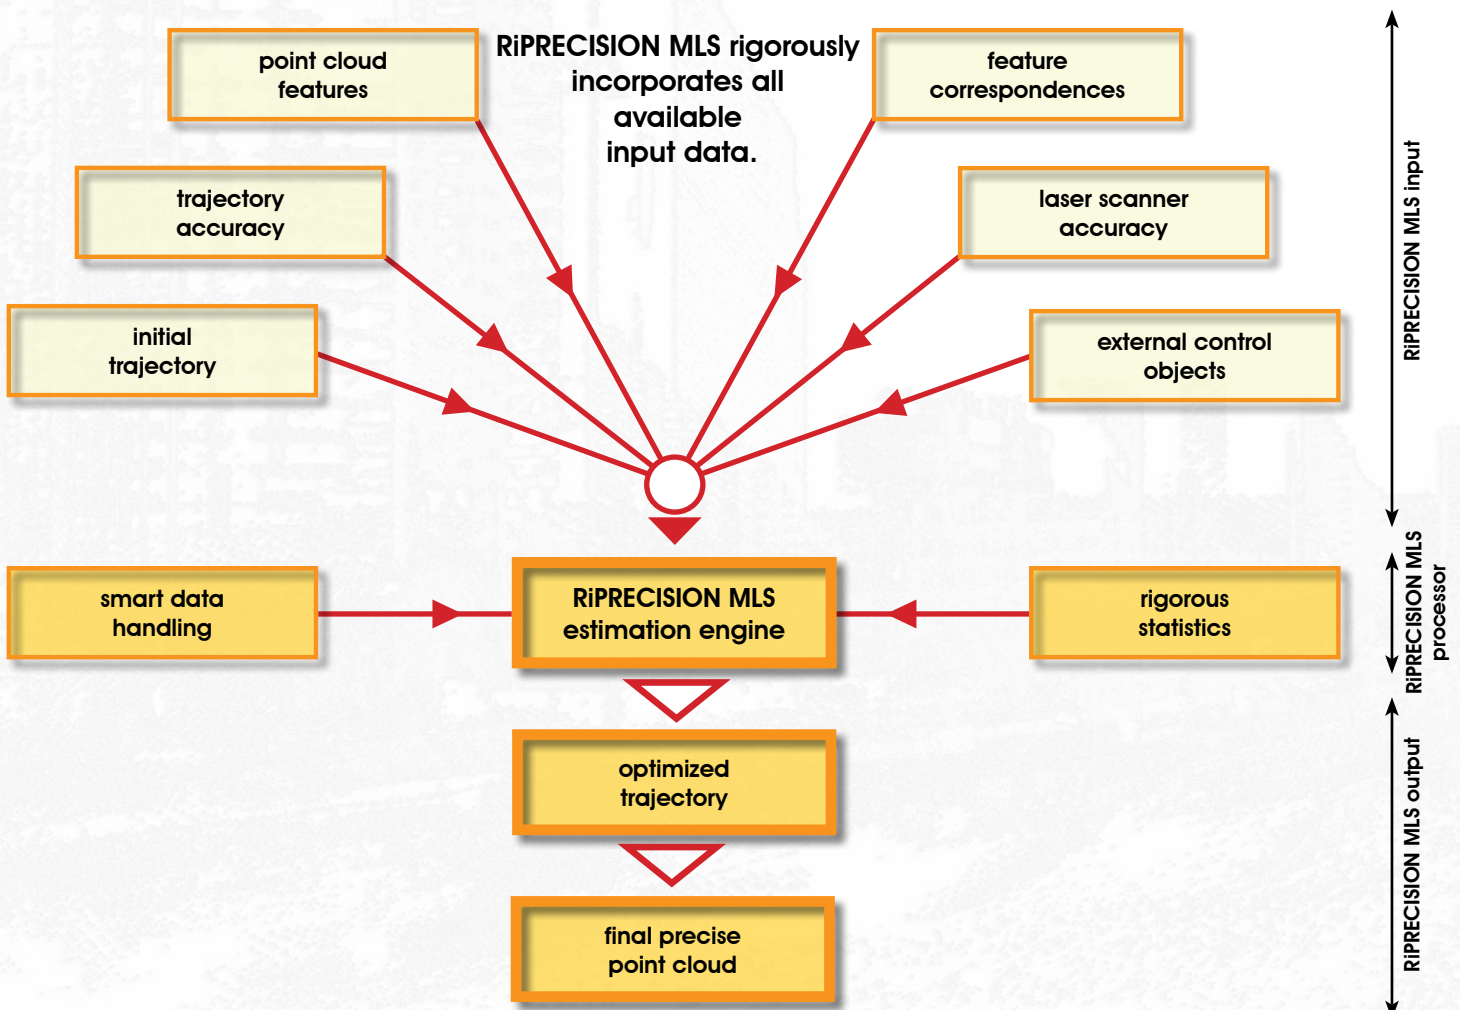 RiPRECISION MLS rigorously
incorporates all
available
input data.
point cloud
features
feature
correspondences
trajectory
accuracy
laser scanner
accuracy
initial
trajectory
external control
objects
RiPRECISION MLS input
smart data
handling
RiPRECISION MLS
estimation engine
rigorous
statistics
RiPRECISION MLS
processor
optimized
trajectory
final precise
point cloud
RiPRECISION MLS output